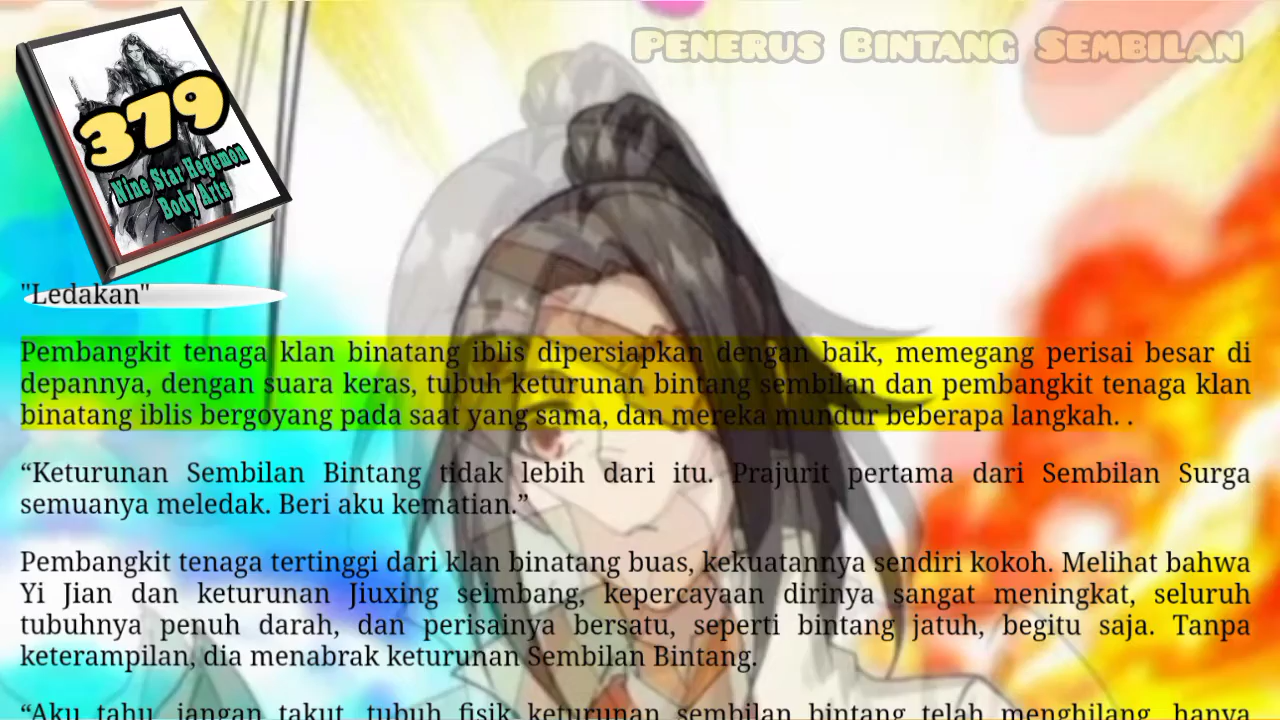 Penerus Bintang Sembilan
379
Nine Star Hegemon
Body Arts
"Ledakan"
Pembangkit tenaga klan binatang iblis dipersiapkan dengan baik, memegang perisai besar di
depannya, dengan suara keras, tubuh keturunan bintang sembilan dan pembangkit tenaga klan
binatang iblis bergoyang pada saat yang sama, dan mereka mundur beberapa langkah. .
“Keturunan Sembilan Bintang tidak lebih dari itu. Prajurit pertama dari Sembilan Surga
semuanya meledak. Beri aku kematian.”
Pembangkit tenaga tertinggi dari klan binatang buas, kekuatannya sendiri kokoh. Melihat bahwa
Yi Jian dan keturunan Jiuxing seimbang, kepercayaan dirinya sangat meningkat, seluruh
tubuhnya penuh darah, dan perisainya bersatu, seperti bintang jatuh, begitu saja. Tanpa
keterampilan, dia menabrak keturunan Sembilan Bintang.
“Aku tahu, jangan takut, tubuh fisik keturunan sembilan bintang telah menghilang, hanya